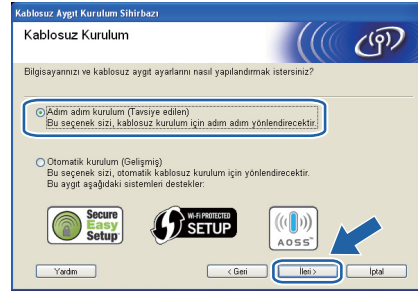 Kablosuz Aygıt Kurulum Sihirbazı
Kablosuz Kurulum
Bilgisayarınızı ve kablosuz aygıt ayarlarını nasıl yapılandırmak istersiniz?
Adım adım kurulum (Tavsiye edilen)
Bu seçenek sizi, kablosuz kurulum için adım adım yönlendirecektir.
Otomatik kurulum (Gelişmiş)
Bu seçenek sizi, otomatik kablosuz kurulum için yönlendirecektir.
Bu aygıt aşağıdaki sistemleri destekler:
Secure
Easy
Setup
WI-FI PROTECTED
SETUP
AOSS™
Yardım
< Geri
İleri >
İptal